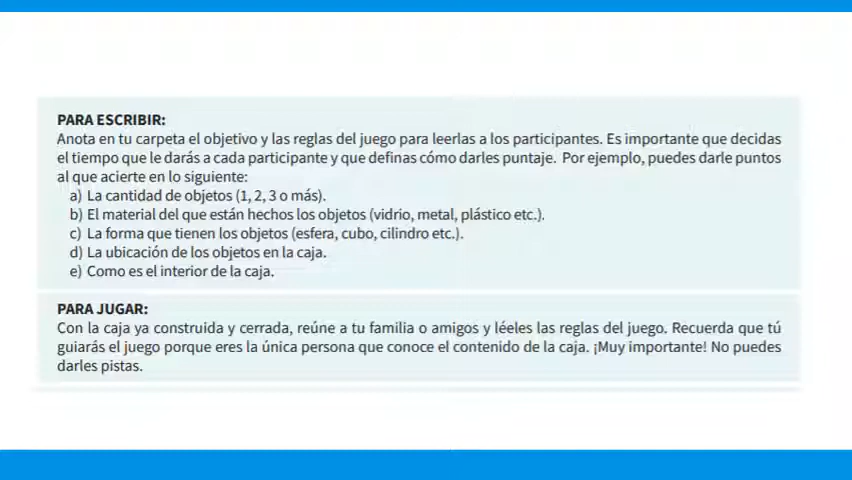 PARA ESCRIBIR:
Anota en tu carpeta el objetivo y las reglas del juego para leerlas a los participantes. Es importante que decidas
el tiempo que le darás a cada participante y que definas cómo darles puntaje. Por ejemplo, puedes darle puntos
al que acierte en lo siguiente:
a) La cantidad de objetos (1, 2, 3 o más).
b) El material del que están hechos los objetos (vidrio, metal, plástico etc.).
c) La forma que tienen los objetos (esfera, cubo, cilindro etc.).
d) La ubicación de los objetos en la caja.
e) Como es el interior de la caja.
PARA JUGAR:
Con la caja ya construida y cerrada, reúne a tu familia o amigos y léeles las reglas del juego. Recuerda que tú
guiarás el juego porque eres la única persona que conoce el contenido de la caja. ¡Muy importante! No puedes
darles pistas.